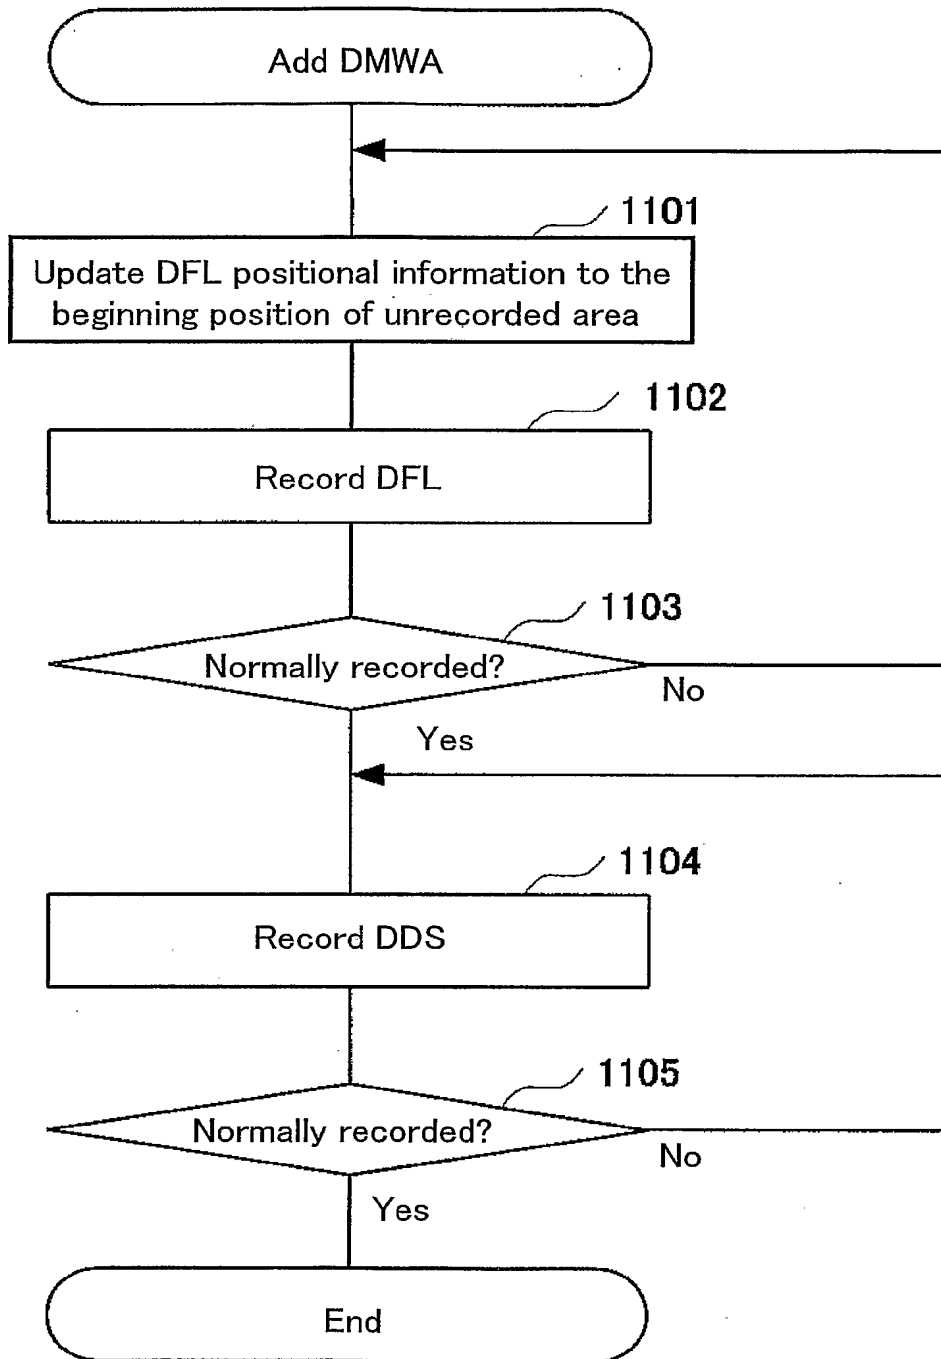 Add DMWA
1101
Update DFL positional information to the
beginning position of unrecorded area
1102
Record DFL
1103
Normally recorded?
No
Yes
1104
Record DDS
1105
Normally recorded?
No
Yes
End